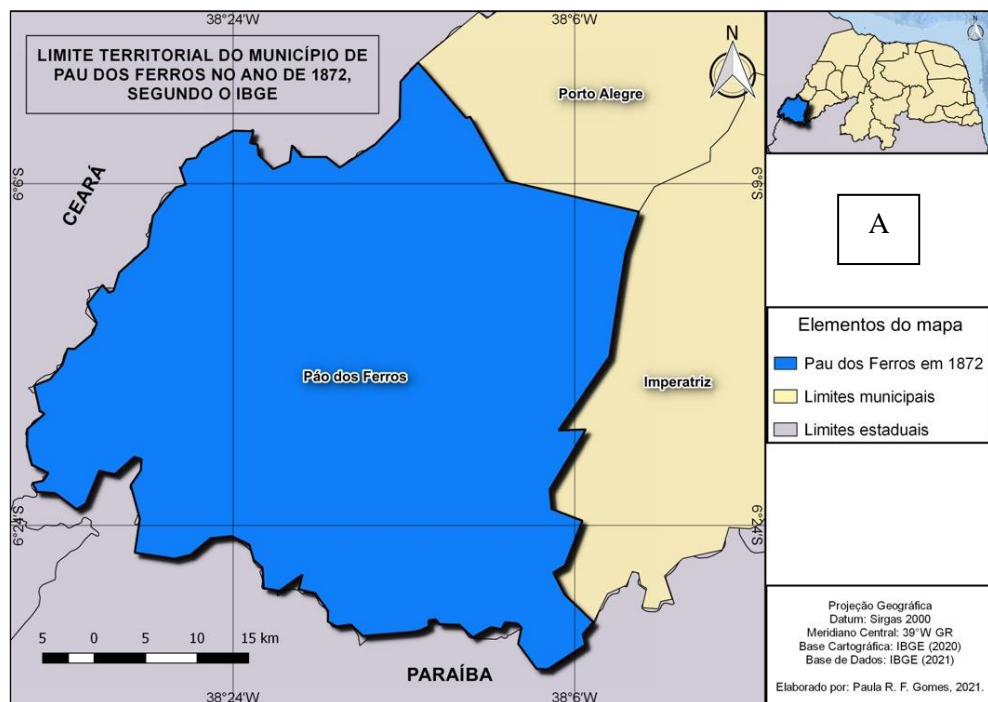 38°24'W
38°6'W
LIMITE TERRITORIAL DO MUNICÍPIO DE
PAU DOS FERROS NO ANO DE 1872,
SEGUNDO O IBGE
N
Porto Alegre
6°6'S
6°6'S
CEARÁ
A
Páo dos Ferros
Imperatriz
Elementos do mapa
Pau dos Ferros em 1872
Limites municipais
Limites estaduais
6°24'S
6°24'S
5 0 5 10 15 km
PARAÍBA
38°24'W
38°6'W
Projeção Geográfica
Datum: Sirgas 2000
Meridiano Central: 39°W GR
Base Cartográfica: IBGE (2020)
Base de Dados: IBGE (2021)
Elaborado por: Paula R. F. Gomes, 2021.